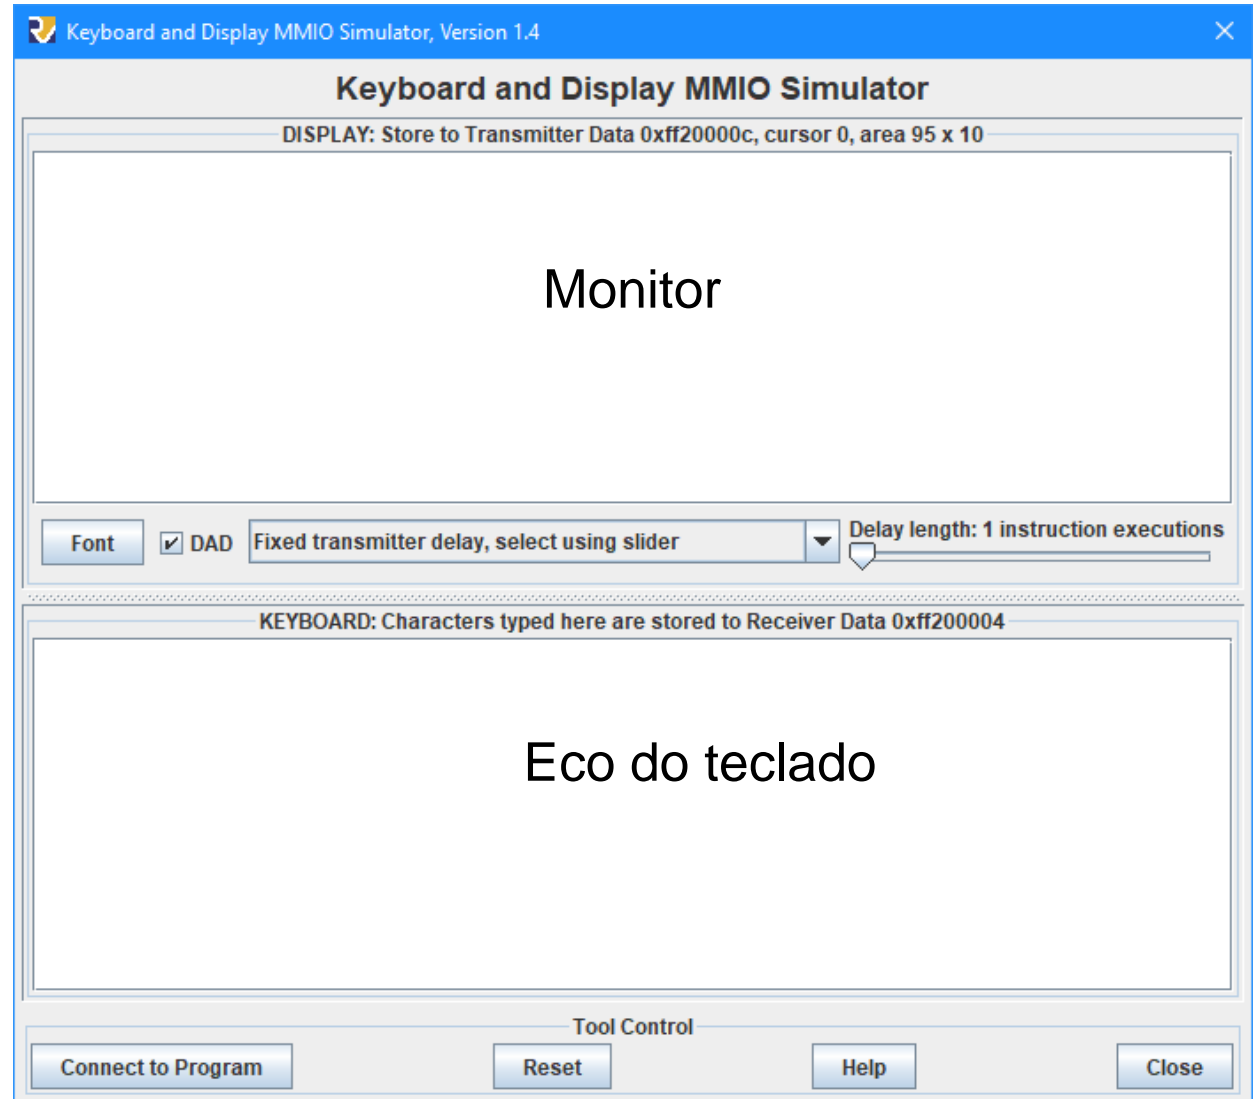 Keyboard and Display MMIO Simulator, Version 1.4
Keyboard and Display MMIO Simulator
DISPLAY: Store to Transmitter Data 0xff20000c, cursor 0, area 95 x 10
Monitor
Font DAD Fixed transmitter delay, select using slider Delay length: 1 instruction executions
KEYBOARD: Characters typed here are stored to Receiver Data 0xff200004
Eco do teclado
Tool Control
Connect to Program Reset Help Close